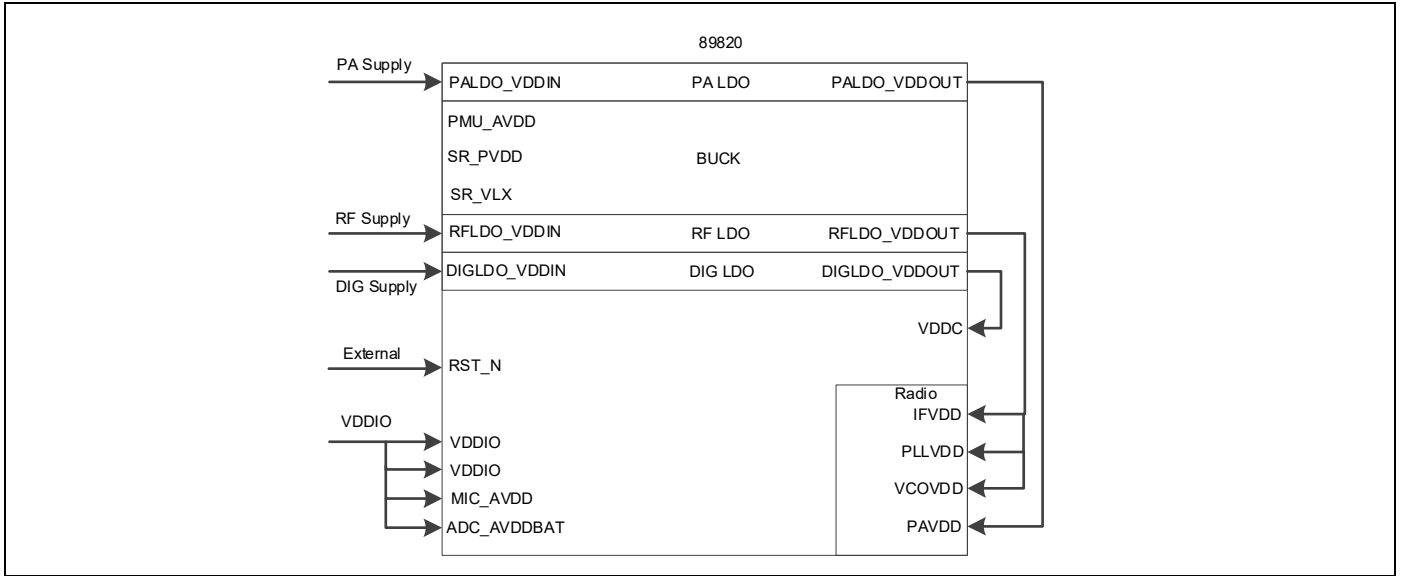 89820
PA Supply
PALDO_VDDIN PA LDO PALDO_VDDOUT
PMU_AVDD
SR_PVDD BUCK
SR_VLX
RF Supply
RFLDO_VDDIN RF LDO RFLDO_VDDOUT
DIGLDO_VDDIN DIG LDO DIGLDO_VDDOUT
DIG Supply
VDDC
External
RST_N
Radio
IFVDD
VDDIO
VDDIO
PLLVDD
VDDIO
VCOVDD
MIC_AVDD
PAVDD
ADC_AVDDBAT